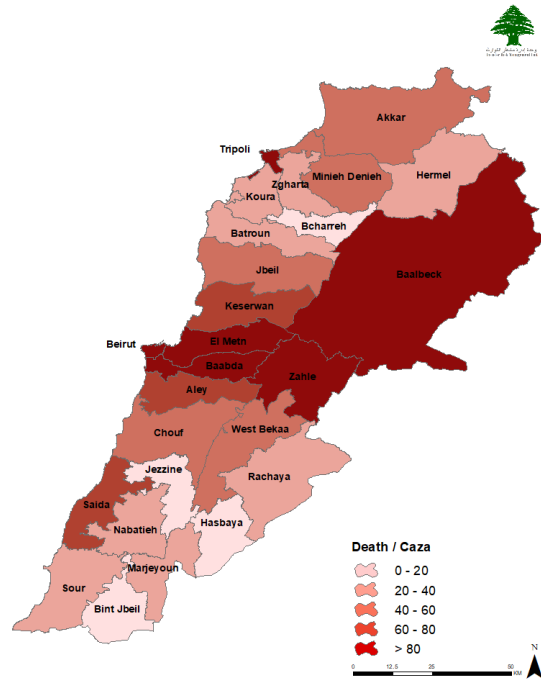 Akkar
Tripoli
Hermel
Minieh Denieh
Zgharta
Koura
Bcharreh
Batroun
Jbeil
Baalbeck
Keserwan
El Metn
Beirut
Baabda
Zahle
Aley
Chouf
West Bekaa
Jezzine
Rachaya
Saida
Hasbaya
Nabatieh
Marjeyoun
Sour
Bint Jbeil
Death / Caza
0 - 20
20 - 40
40 - 60
60 - 80
> 80
N
0 12.5 25 50
KM